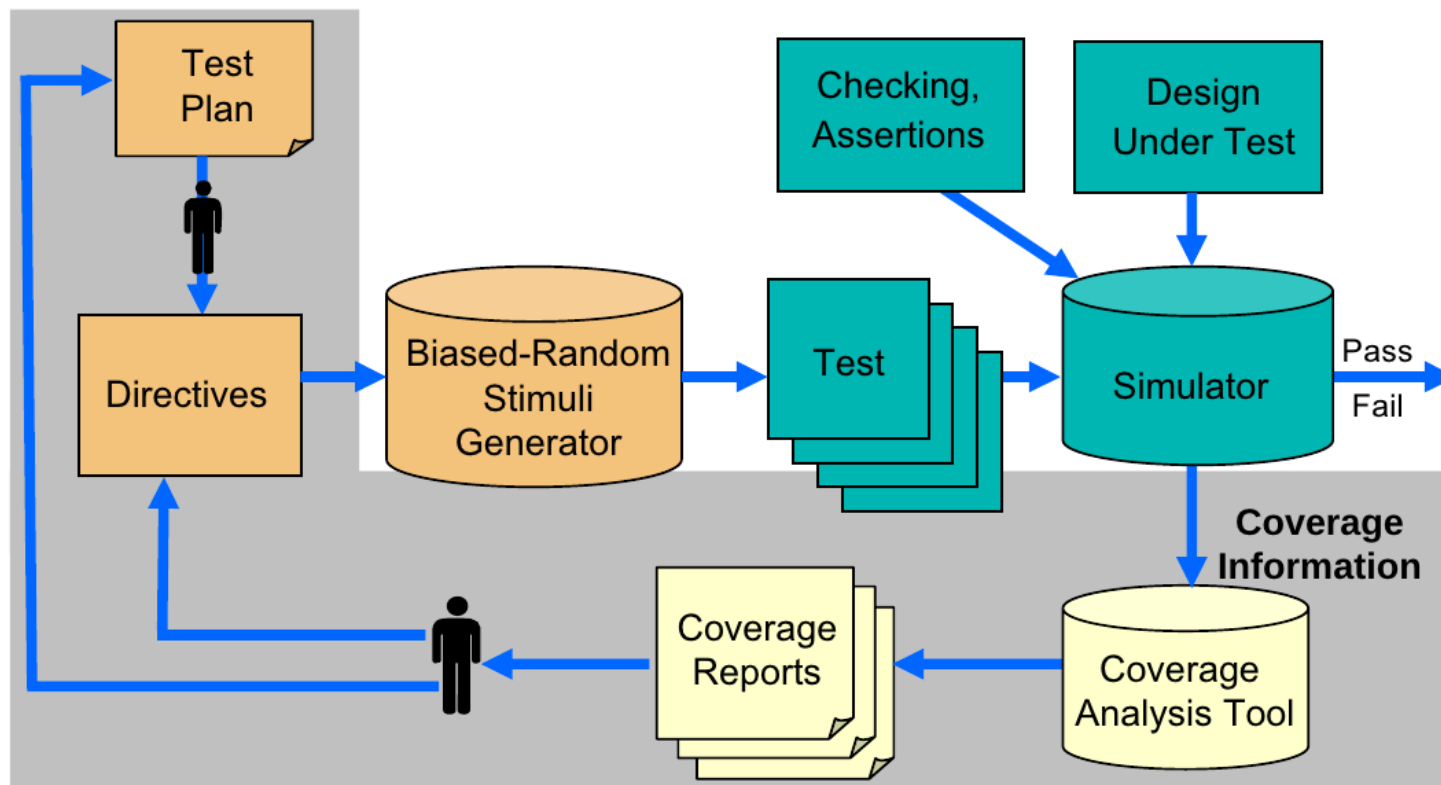 Test
Plan
Checking,
Assertions
Design
Under Test
Directives
Biased-Random
Stimuli
Generator
Test
Simulator
Pass
Fail
Coverage
Information
Coverage
Reports
Coverage
Analysis Tool